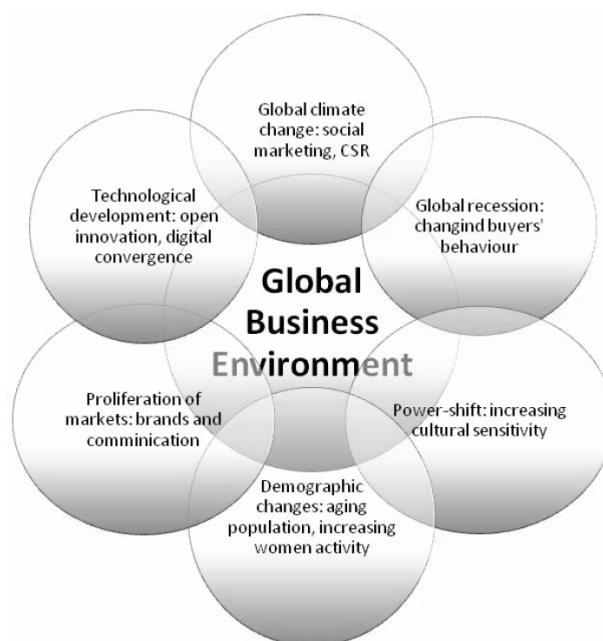 Global climate
change: social
marketing, CSR
Technological
development: open
innovation, digital
convergence
Global recession:
changind buyers'
behaviour
Global
Business
Environment
Proliferation of
markets: brands and
comminication
Power-shift: increasing
cultural sensitivity
Demographic
changes: aging
population, increasing
women activity